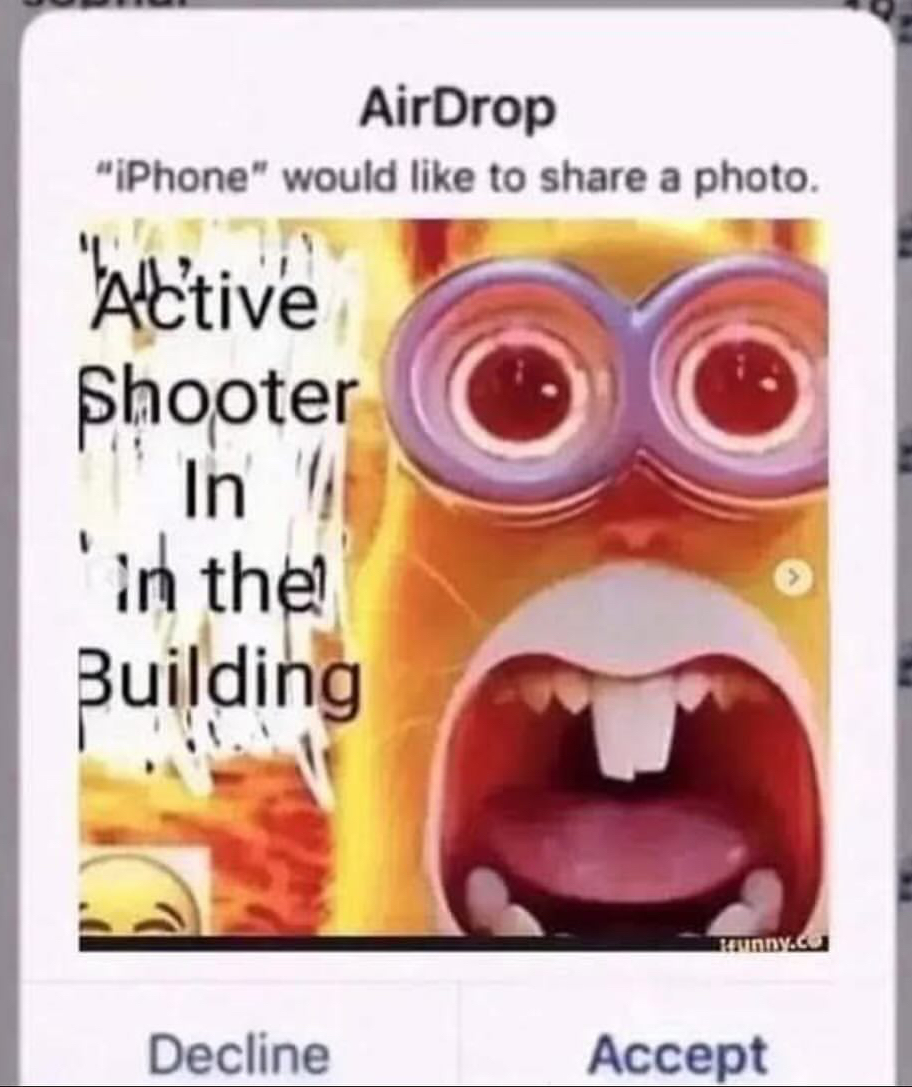 AirDrop
“iPhone” would like to share a photo.
Active
Shooter
In
in the
Building
ifunny.co
Decline
Accept